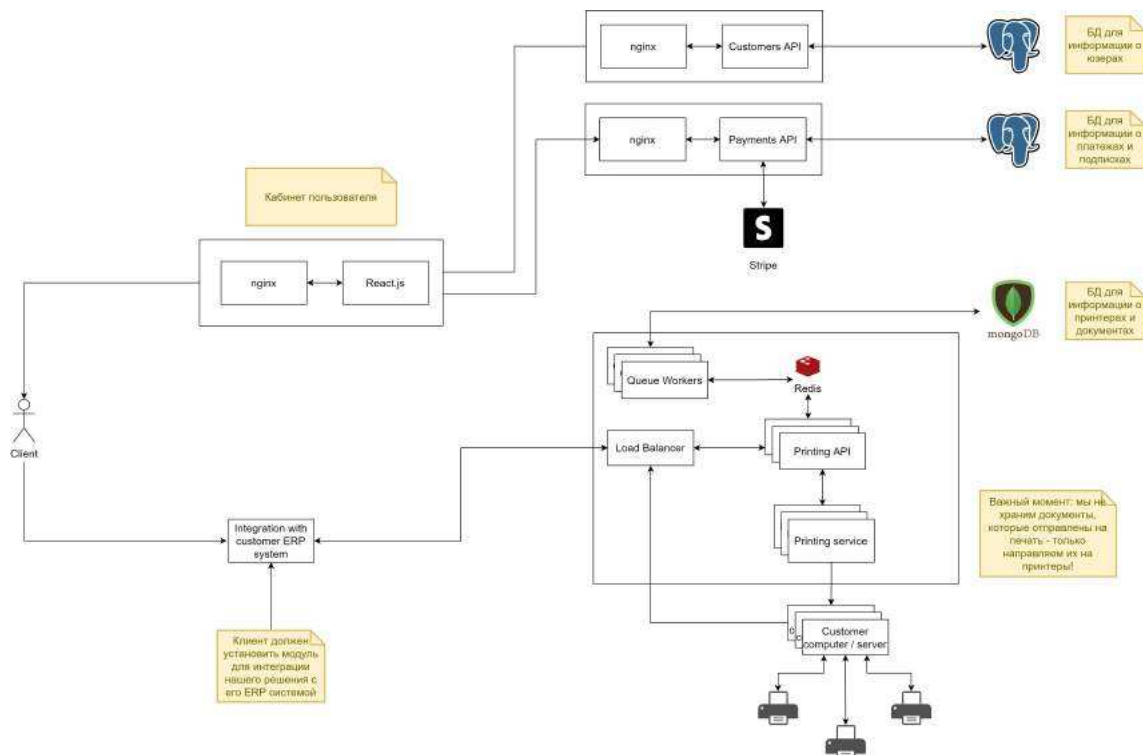 nginx
Customers API
БД для
информации о
юзерах
nginx
Payments API
БД для
информации о
платежах и
подписках
S
Stripe
Кабинет пользователя
nginx
React.js
mongoDB
БД для
информации о
принтерах и
документах
Queue Workers
Redis
Load Balancer
Printing API
Client
Integration with
customer ERP
system
Printing service
Важный момент: мы не
храним документы,
которые отправлены на
печать - только
направляем их на
принтеры!
Клиент должен
установить модуль
для интеграции
нашего решения с
его ERP системой
Customer
computer / server